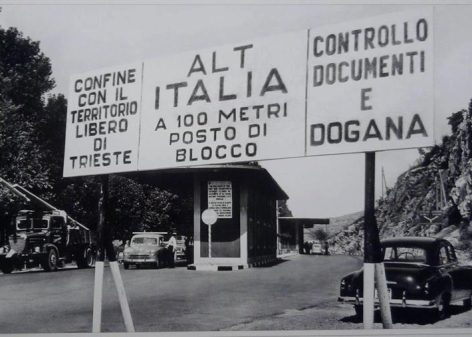 CONFINE
CON IL
TERRITORIO
LIBERO
DI
TRIESTE
ALT
ITALIA
A 100 METRI
POSTO DI
BLOCCO
CONTROLLO
DOCUMENTI
E
DOGANA